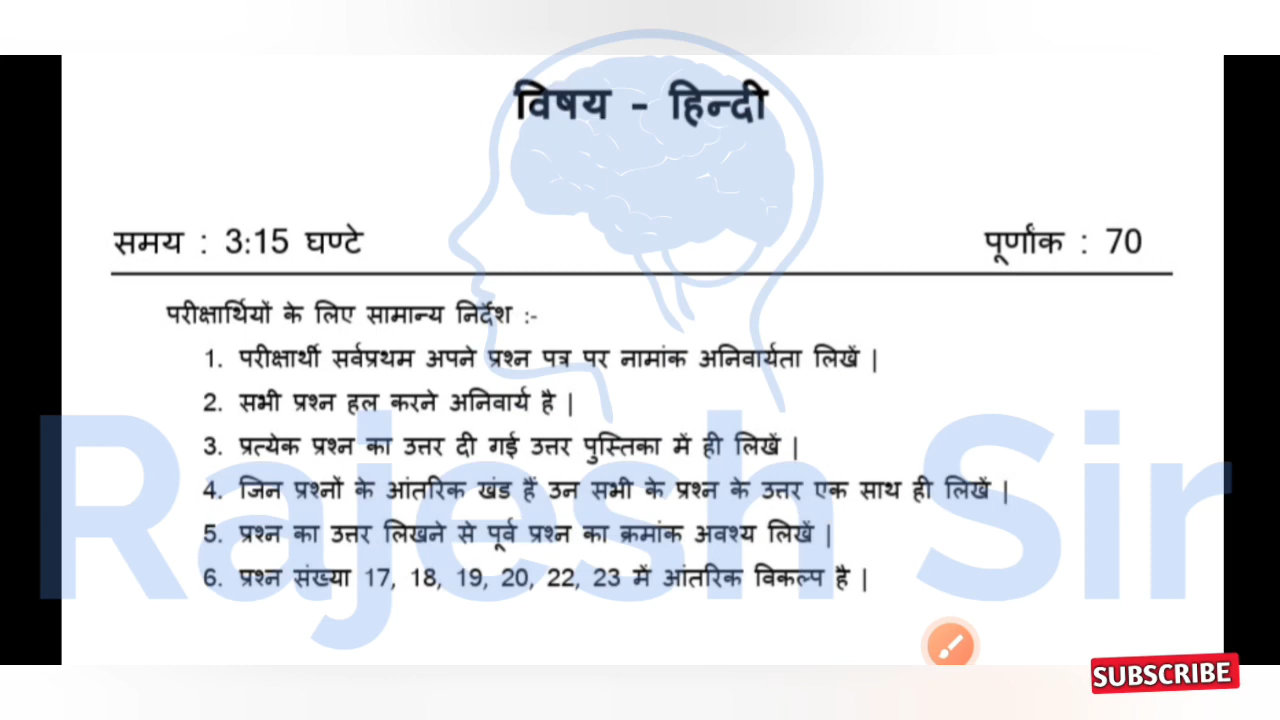 विषय - हिन्दी
समय : 3:15 घण्टे पूर्णांक : 70
परीक्षार्थियों के लिए सामान्य निर्देश :-
1. परीक्षार्थी सर्वप्रथम अपने प्रश्न पत्र पर नामांक अनिवार्यता लिखें |
2. सभी प्रश्न हल करने अनिवार्य है |
3. प्रत्येक प्रश्न का उत्तर दी गई उत्तर पुस्तिका में ही लिखें |
4. जिन प्रश्नों के आंतरिक खंड हैं उन सभी के प्रश्न के उत्तर एक साथ ही लिखें |
5. प्रश्न का उत्तर लिखने से पूर्व प्रश्न का क्रमांक अवश्य लिखें |
6. प्रश्न संख्या 17, 18, 19, 20, 22, 23 में आंतरिक विकल्प है |
Rajesh Sir
SUBSCRIBE